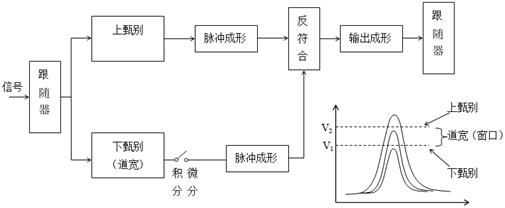 信号
跟
随
器
上甄别
脉冲成形
反
符
合
输出成形
跟
随
器
下甄别
（道宽）
积 微
分 分
脉冲成形
上甄别
V2
道宽（窗口）
V1
下甄别